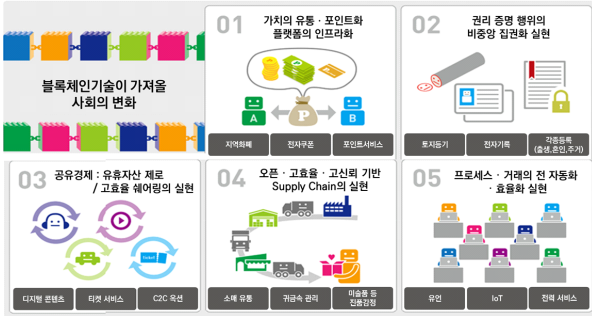 블록체인기술이 가져올
사회의 변화
01
가치의 유통 · 포인트화
플랫폼의 인프라화
A
P
B
지역화폐
전자쿠폰
포인트서비스
02
권리 증명 행위의
비중앙 집권화 실현
토지등기
전자기록
각종등록
(출생,혼인,주거)
03
공유경제 : 유휴자산 제로
/ 고효율 쉐어링의 실현
디지털 콘텐츠
티켓 서비스
C2C 옥션
04
오픈 · 고효율 · 고신뢰 기반
Supply Chain의 실현
소매 유통
귀금속 관리
미술품 등
진품감정
05
프로세스 · 거래의 전 자동화
· 효율화 실현
유언
IoT
전력 서비스